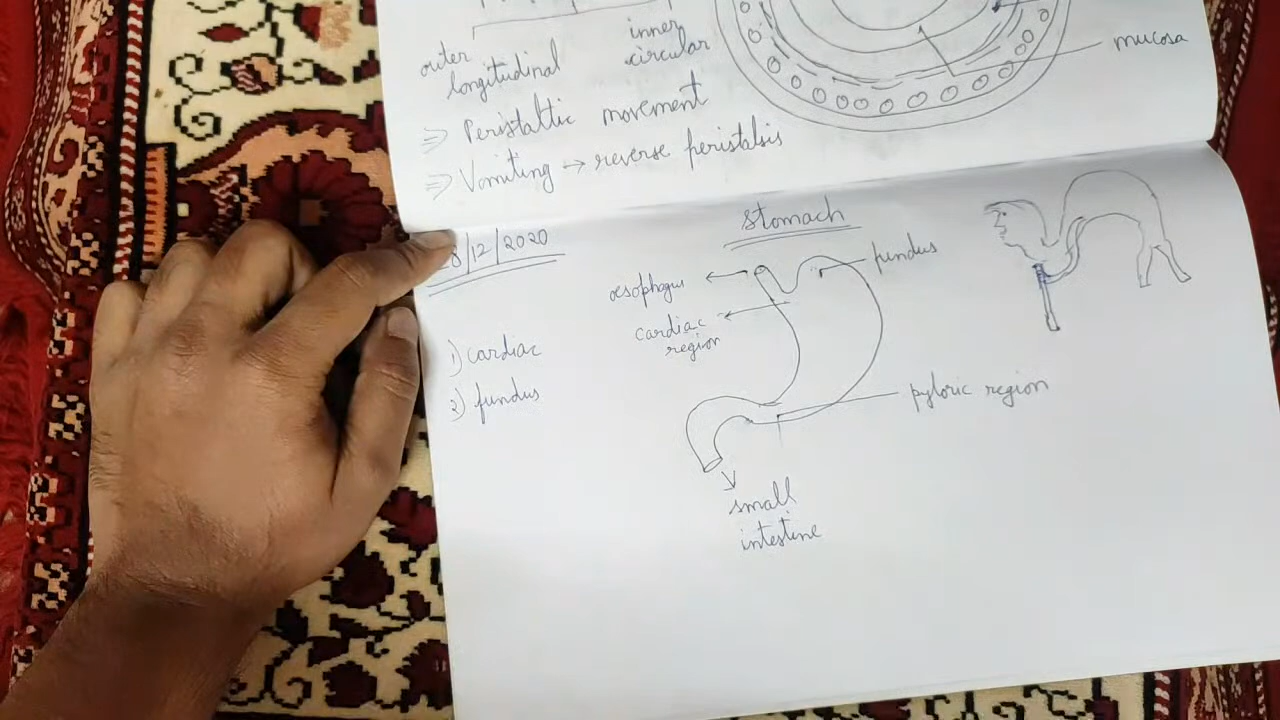 outer
longitudinal
inner
circular
mucosa
⇒ Peristaltic movement
⇒ Vomiting → reverse peristalsis
8/12/2020
Stomach
oesophagus
fundus
cardiac
region
1) cardiac
2) fundus
pyloric region
small
intestine